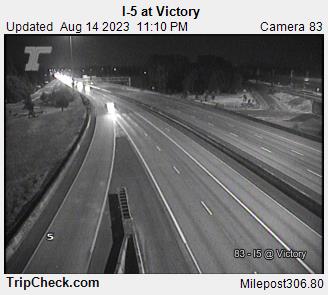 I-5 at Victory
Updated Aug 14 2023 11:10 PM Camera 83
T
S
83 - I5 @ Victory
TripCheck.com Milepost306.80